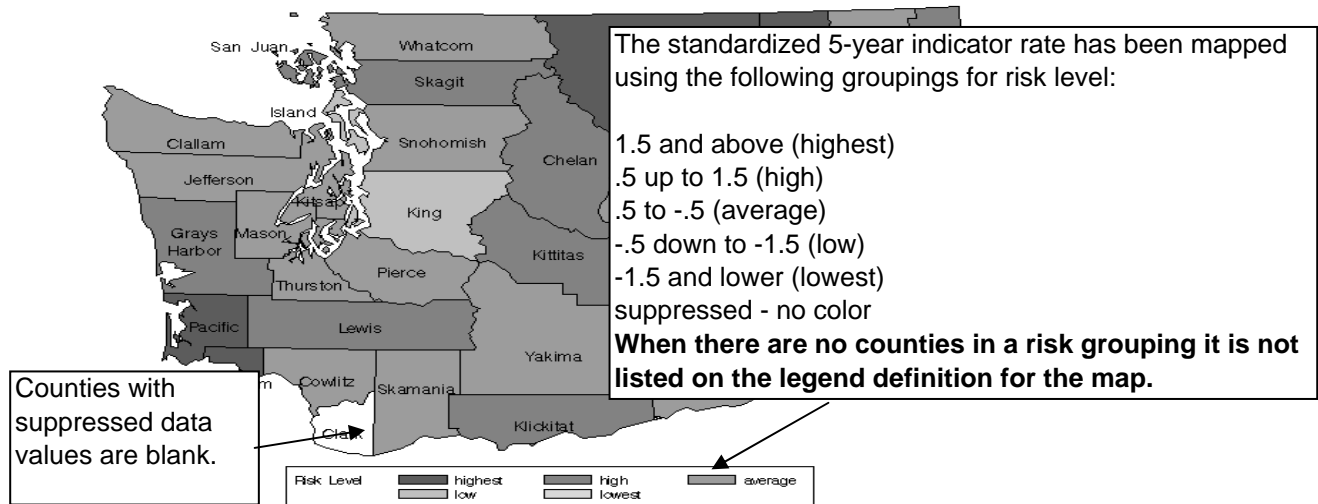 San Juan
Whatcom
Skagit
Island
Clallam
Snohomish
Chelan
Jefferson
Kitsap
King
Grays
Harbor
Mason
Kittitas
Pierce
Thurston
Pacific
Lewis
Yakima
Cowlitz
Skamania
Clark
Klickitat
The standardized 5-year indicator rate has been mapped
using the following groupings for risk level:
1.5 and above (highest)
.5 up to 1.5 (high)
.5 to -.5 (average)
-.5 down to -1.5 (low)
-1.5 and lower (lowest)
suppressed - no color
When there are no counties in a risk grouping it is not
listed on the legend definition for the map.
Counties with
suppressed data
values are blank.
Risk Level
highest
high
average
low
lowest